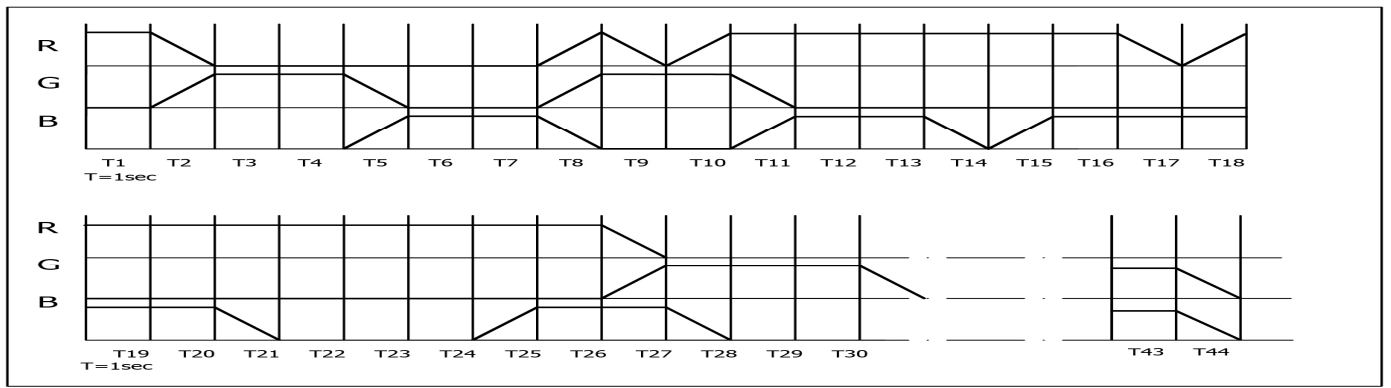 R
G
B
T1 T2 T3 T4 T5 T6 T7 T8 T9 T10 T11 T12 T13 T14 T15 T16 T17 T18
T=1sec
R
G
B
T19 T20 T21 T22 T23 T24 T25 T26 T27 T28 T29 T30 T43 T44
T=1sec